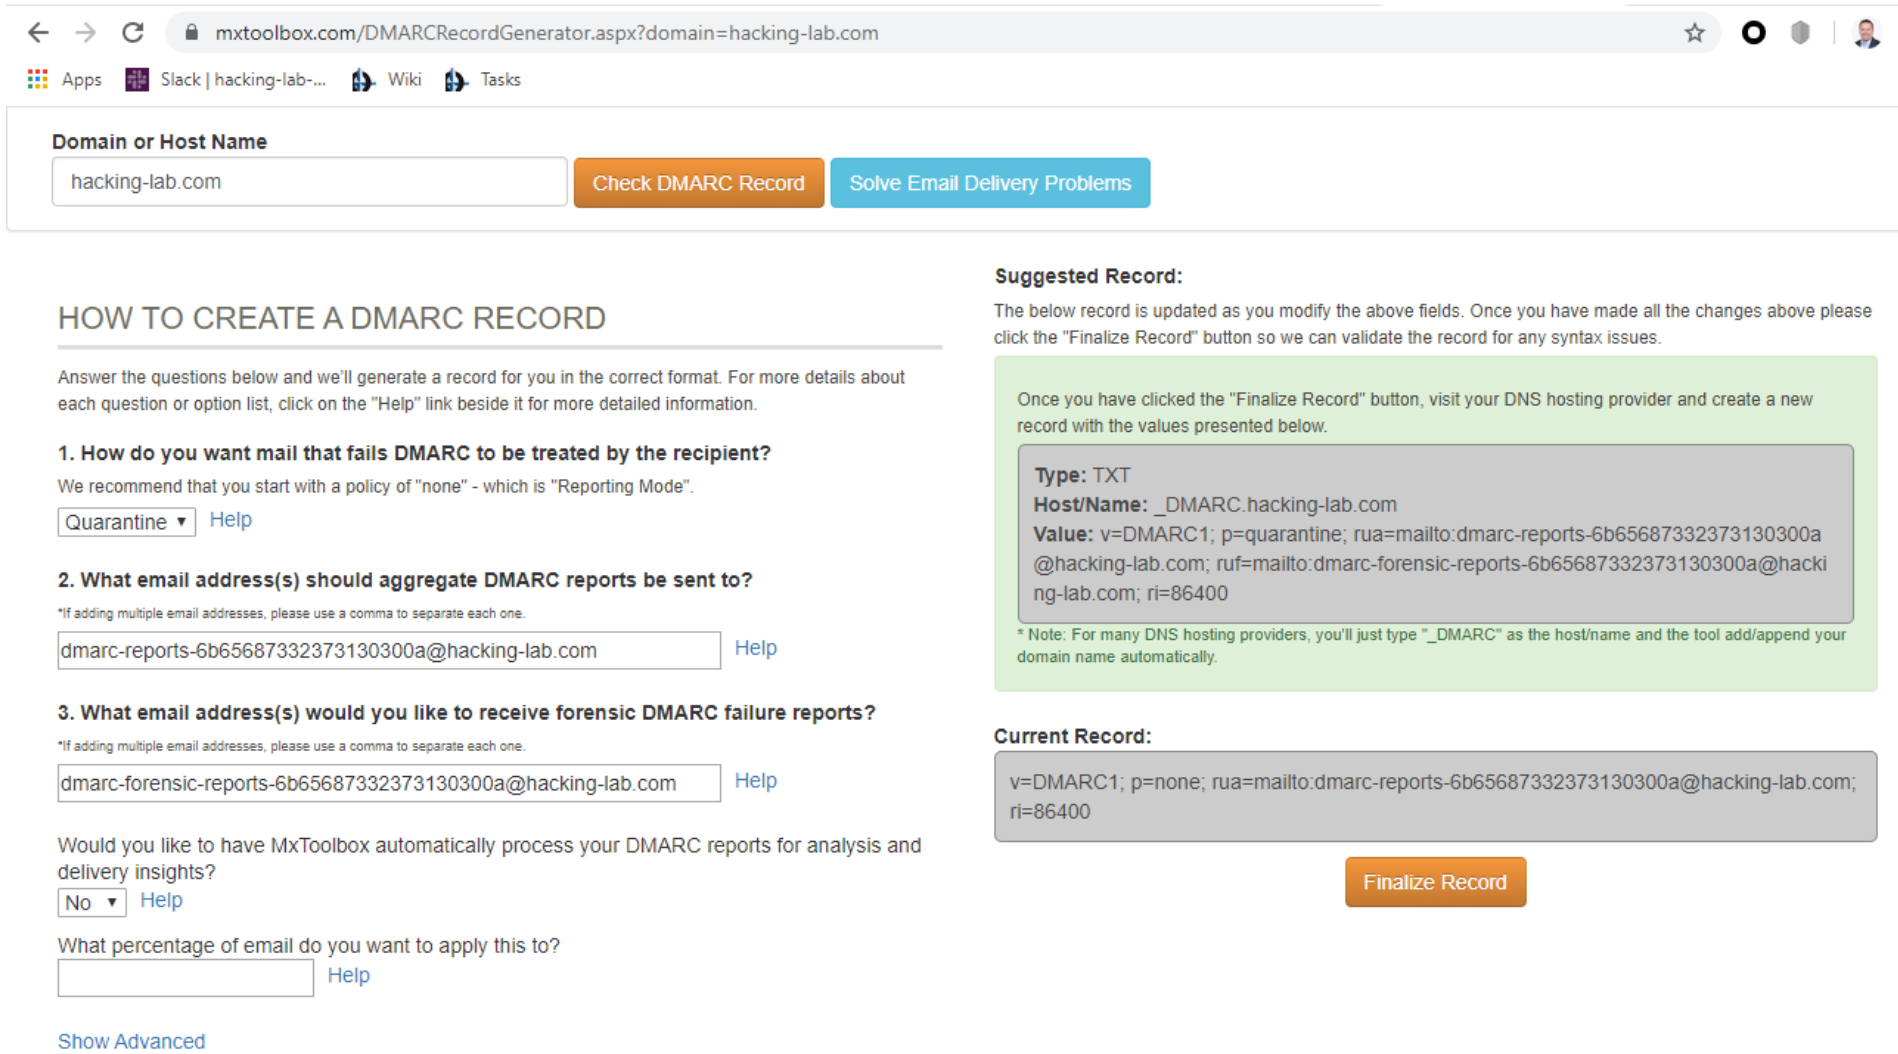 mxtoolbox.com/DMARCRecordGenerator.aspx?domain=hacking-lab.com
Apps
Slack | hacking-lab-...
Wiki
Tasks
Domain or Host Name
hacking-lab.com
Check DMARC Record
Solve Email Delivery Problems
HOW TO CREATE A DMARC RECORD
Answer the questions below and we'll generate a record for you in the correct format. For more details about
each question or option list, click on the "Help" link beside it for more detailed information.
1. How do you want mail that fails DMARC to be treated by the recipient?
We recommend that you start with a policy of "none" - which is "Reporting Mode".
Quarantine ▼ Help
2. What email address(s) should aggregate DMARC reports be sent to?
*If adding multiple email addresses, please use a comma to separate each one.
dmarc-reports-6b65687332373130300a@hacking-lab.com Help
3. What email address(s) would you like to receive forensic DMARC failure reports?
*If adding multiple email addresses, please use a comma to separate each one.
dmarc-forensic-reports-6b65687332373130300a@hacking-lab.com Help
Would you like to have MxToolbox automatically process your DMARC reports for analysis and
delivery insights?
No ▼ Help
What percentage of email do you want to apply this to?
Help
Show Advanced
Suggested Record:
The below record is updated as you modify the above fields. Once you have made all the changes above please
click the "Finalize Record" button so we can validate the record for any syntax issues.
Once you have clicked the "Finalize Record" button, visit your DNS hosting provider and create a new
record with the values presented below.
Type: TXT
Host/Name: _DMARC.hacking-lab.com
Value: v=DMARC1; p=quarantine; rua=mailto:dmarc-reports-6b65687332373130300a
@hacking-lab.com; ruf=mailto:dmarc-forensic-reports-6b65687332373130300a@hacki
ng-lab.com; ri=86400
* Note: For many DNS hosting providers, you'll just type "_DMARC" as the host/name and the tool add/append your
domain name automatically.
Current Record:
v=DMARC1; p=none; rua=mailto:dmarc-reports-6b65687332373130300a@hacking-lab.com;
ri=86400
Finalize Record